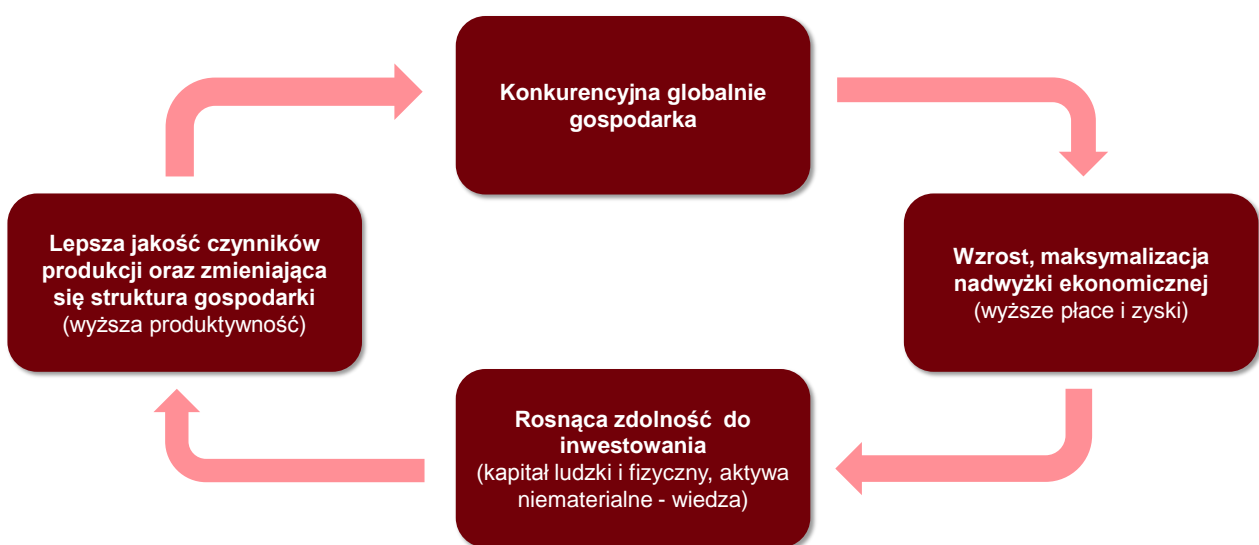 Konkurencyjna globalnie
gospodarka
Lepsza jakość czynników
produkcji oraz zmieniająca
się struktura gospodarki
(wyższa produktywność)
Wzrost, maksymalizacja
nadwyżki ekonomicznej
(wyższe płace i zyski)
Rosnąca zdolność do
inwestowania
(kapitał ludzki i fizyczny, aktywa
niematerialne - wiedza)